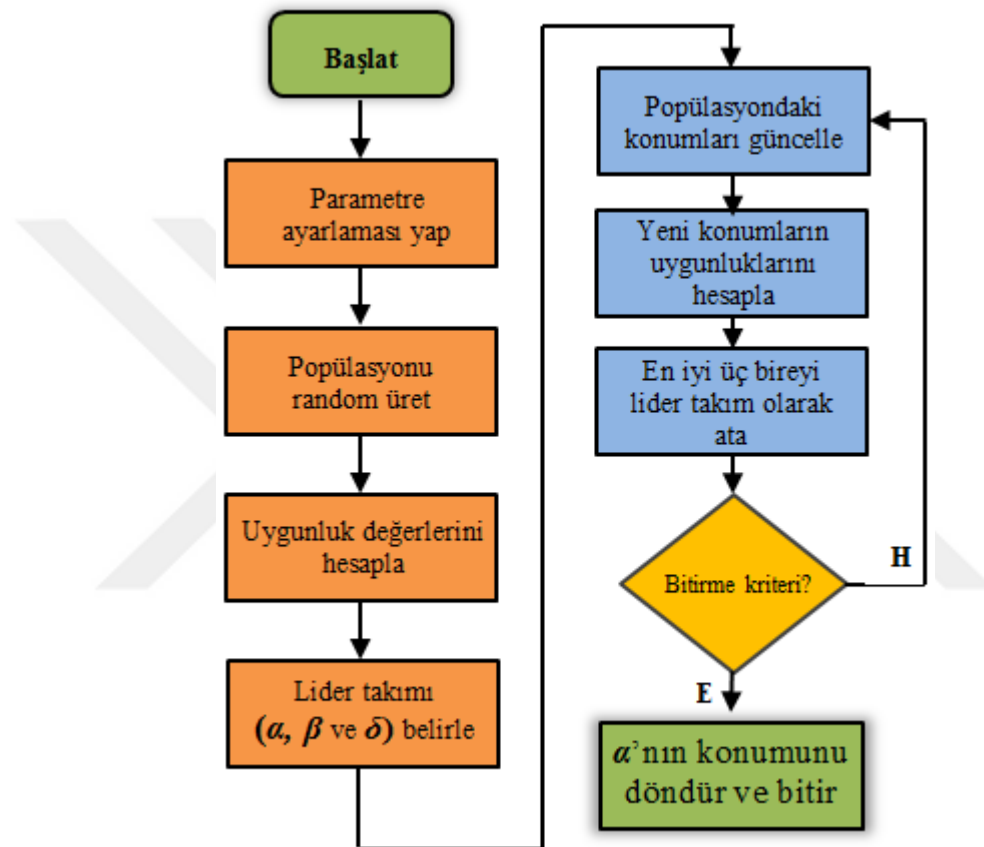 Başlat
Parametre
ayarlaması yap
Popülasyonu
random üret
Uygunluk değerlerini
hesapla
Lider takımı
(α, β ve δ) belirle
Popülasyondaki
konumları güncelle
Yeni konumların
uygunluklarını
hesapla
En iyi üç bireyi
lider takım olarak
ata
Bitirme kriteri?
H
E
α’nın konumunu
döndür ve bitir